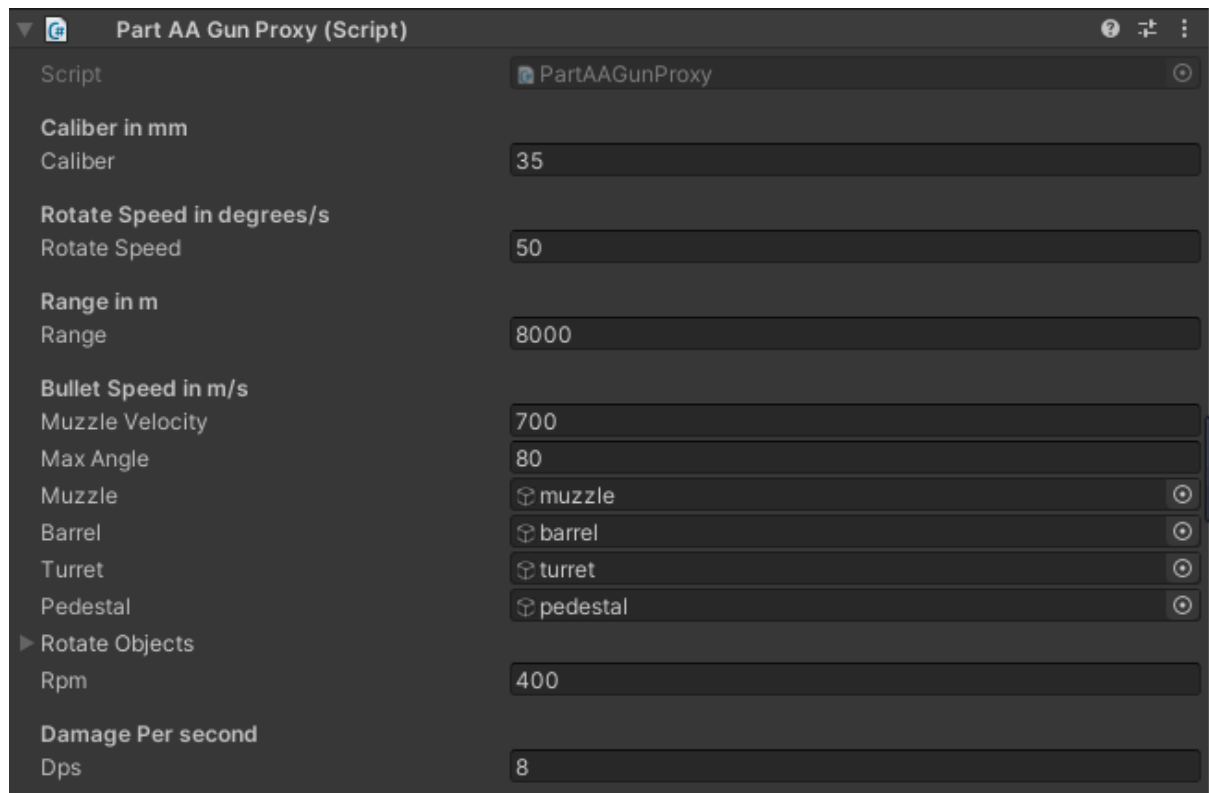 Part AA Gun Proxy (Script)
Script PartAAGunProxy
Caliber in mm
Caliber 35
Rotate Speed in degrees/s
Rotate Speed 50
Range in m
Range 8000
Bullet Speed in m/s
Muzzle Velocity 700
Max Angle 80
Muzzle muzzle
Barrel barrel
Turret turret
Pedestal pedestal
Rotate Objects
Rpm 400
Damage Per second
Dps 8